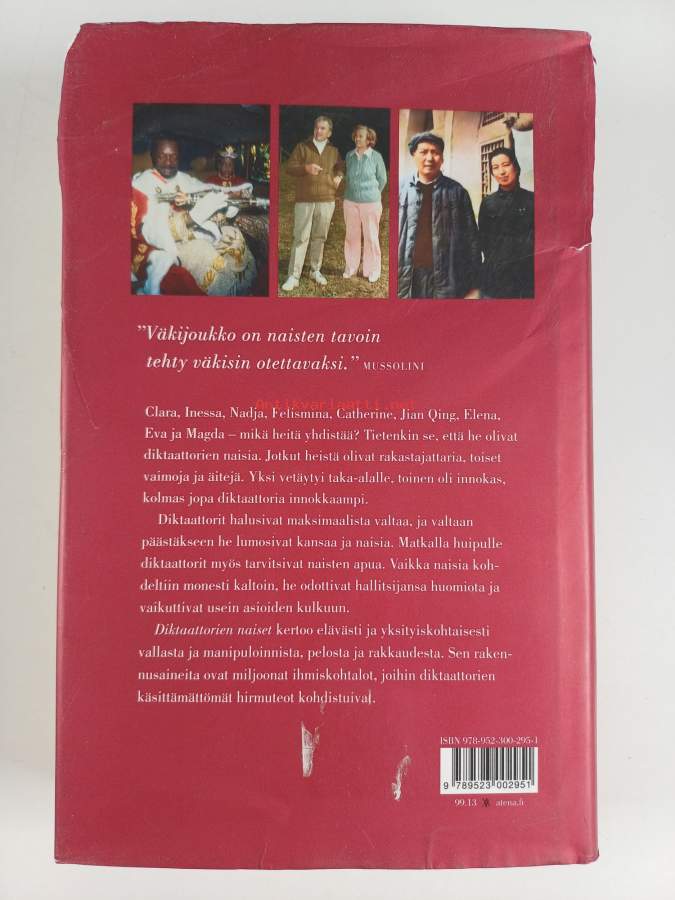 ”Väkijoukko on naisten tavoin
tehty väkisin otettavaksi.” MUSSOLINI
Antikvariaatti.net
Clara, Inessa, Nadja, Felismina, Catherine, Jian Qing, Elena,
Eva ja Magda – mikä heitä yhdistää? Tietenkin se, että he olivat
diktaattorien naisia. Jotkut heistä olivat rakastajattaria, toiset
vaimoja ja äitejä. Yksi vetäytyi taka-alalle, toinen oli innokas,
kolmas jopa diktaattoria innokkaampi.
Diktaattorit halusivat maksimaalista valtaa, ja valtaan
päästäkseen he lumosivat kansaa ja naisia. Matkalla huipulle
diktaattorit myös tarvitsivat naisten apua. Vaikka naisia koh-
deltiin monesti kaltoin, he odottivat hallitsijansa huomiota ja
vaikuttivat usein asioiden kulkuun.
Diktaattorien naiset kertoo elävästi ja yksityiskohtaisesti
vallasta ja manipuloinnista, pelosta ja rakkaudesta. Sen raken-
nusaineita ovat miljoonat ihmiskohtalot, joihin diktaattorien
käsittämättömät hirmuteot kohdistuivat.
ISBN 978-952-300-295-1
9 789523 002951
99.13 atena.fi